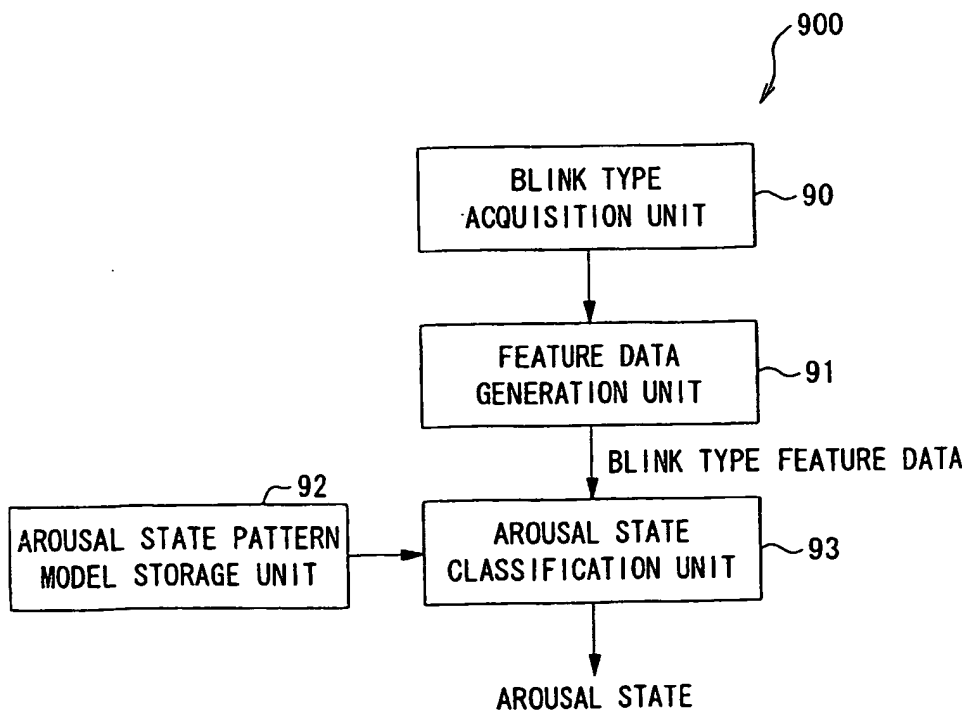 900
BLINK TYPE
ACQUISITION UNIT
90
FEATURE DATA
GENERATION UNIT
91
BLINK TYPE FEATURE DATA
92
AROUSAL STATE PATTERN
MODEL STORAGE UNIT
AROUSAL STATE
CLASSIFICATION UNIT
93
AROUSAL STATE